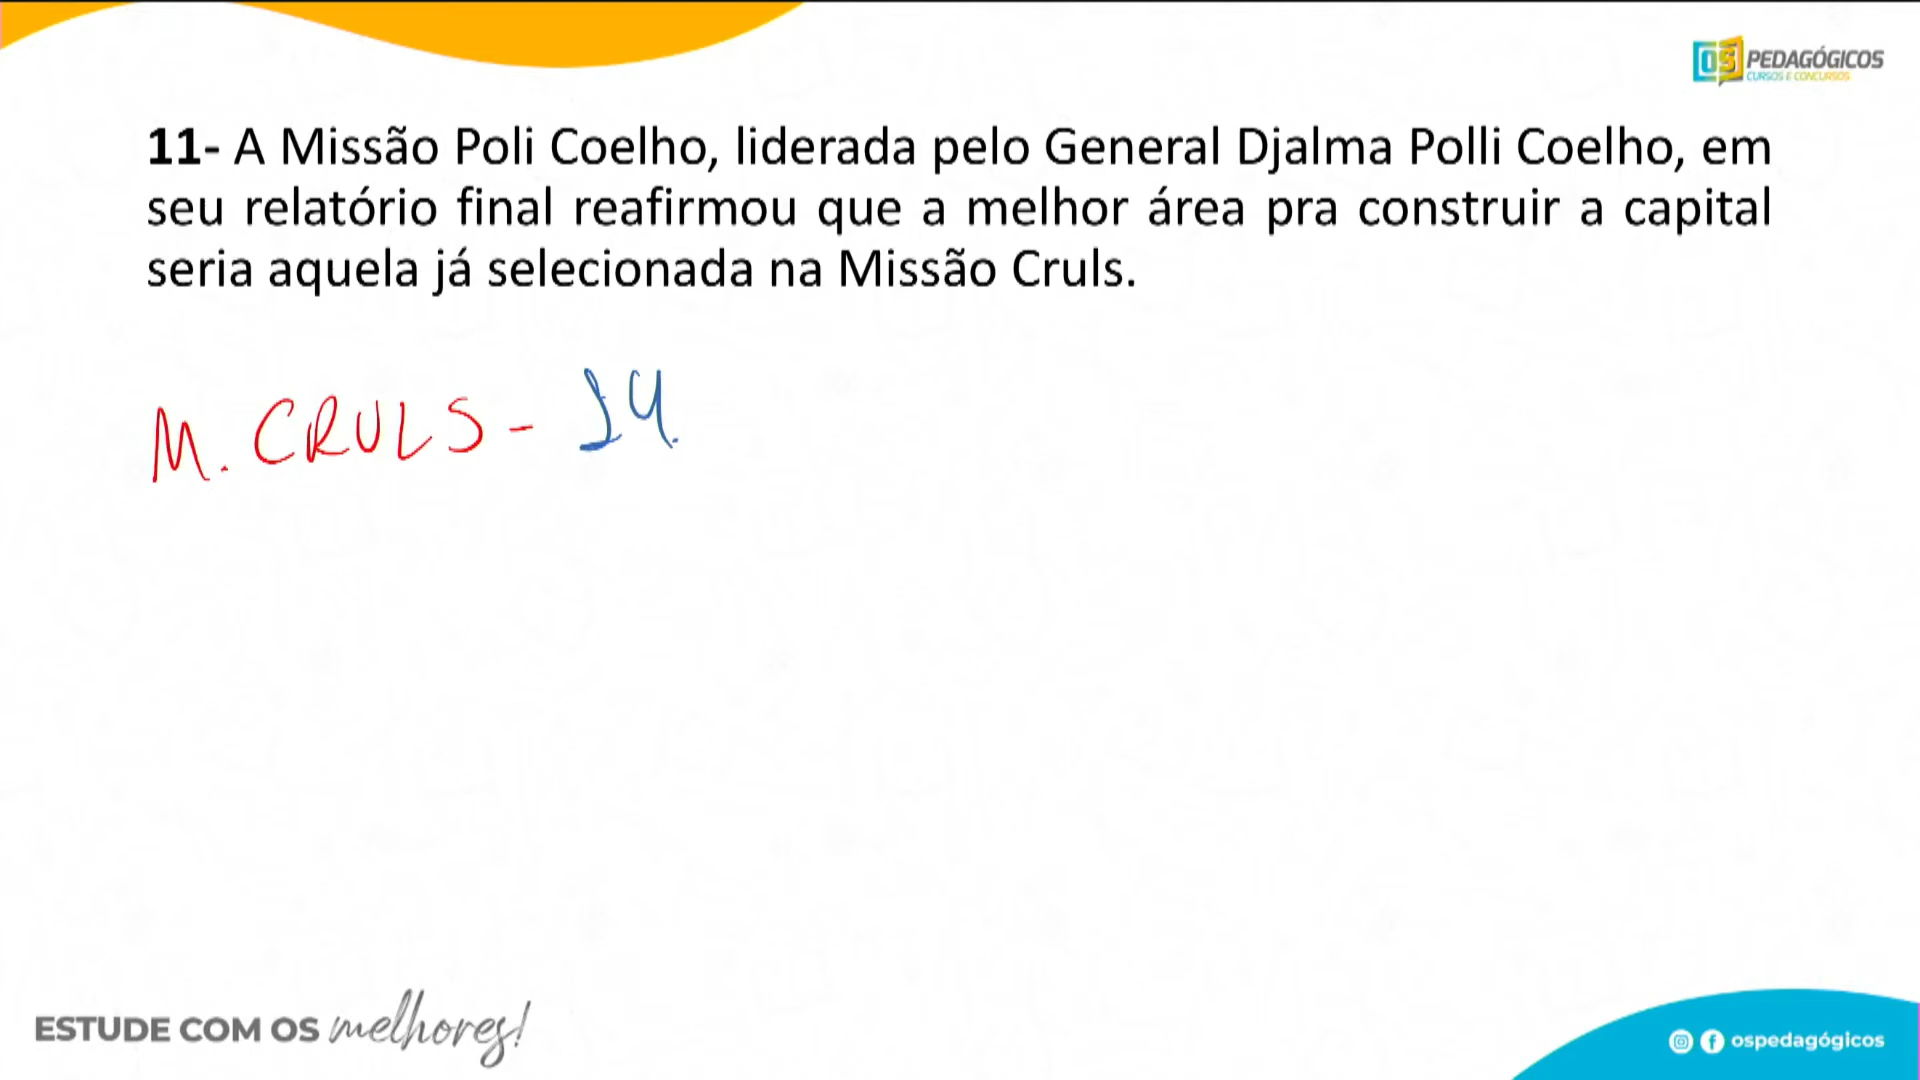 OS PEDAGÓGICOS
CURSOS E CONCURSOS
11- A Missão Poli Coelho, liderada pelo General Djalma Polli Coelho, em
seu relatório final reafirmou que a melhor área pra construir a capital
seria aquela já selecionada na Missão Cruls.
M. CRULS - 14.
ESTUDE COM OS melhores!
ospedagógicos